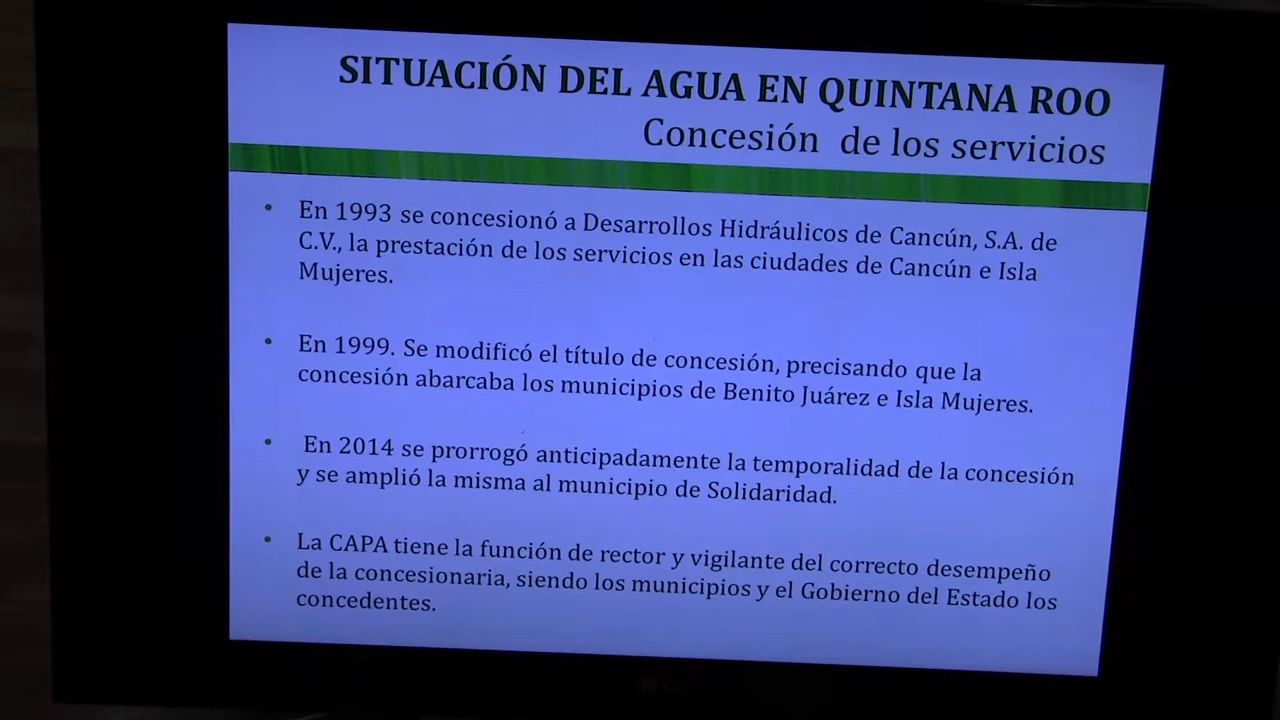 SITUACIÓN DEL AGUA EN QUINTANA ROO
Concesión de los servicios
• En 1993 se concesionó a Desarrollos Hidráulicos de Cancún, S.A. de
C.V., la prestación de los servicios en las ciudades de Cancún e Isla
Mujeres.
• En 1999. Se modificó el título de concesión, precisando que la
concesión abarcaba los municipios de Benito Juárez e Isla Mujeres.
• En 2014 se prorrogó anticipadamente la temporalidad de la concesión
y se amplió la misma al municipio de Solidaridad.
• La CAPA tiene la función de rector y vigilante del correcto desempeño
de la concesionaria, siendo los municipios y el Gobierno del Estado los
concedentes.